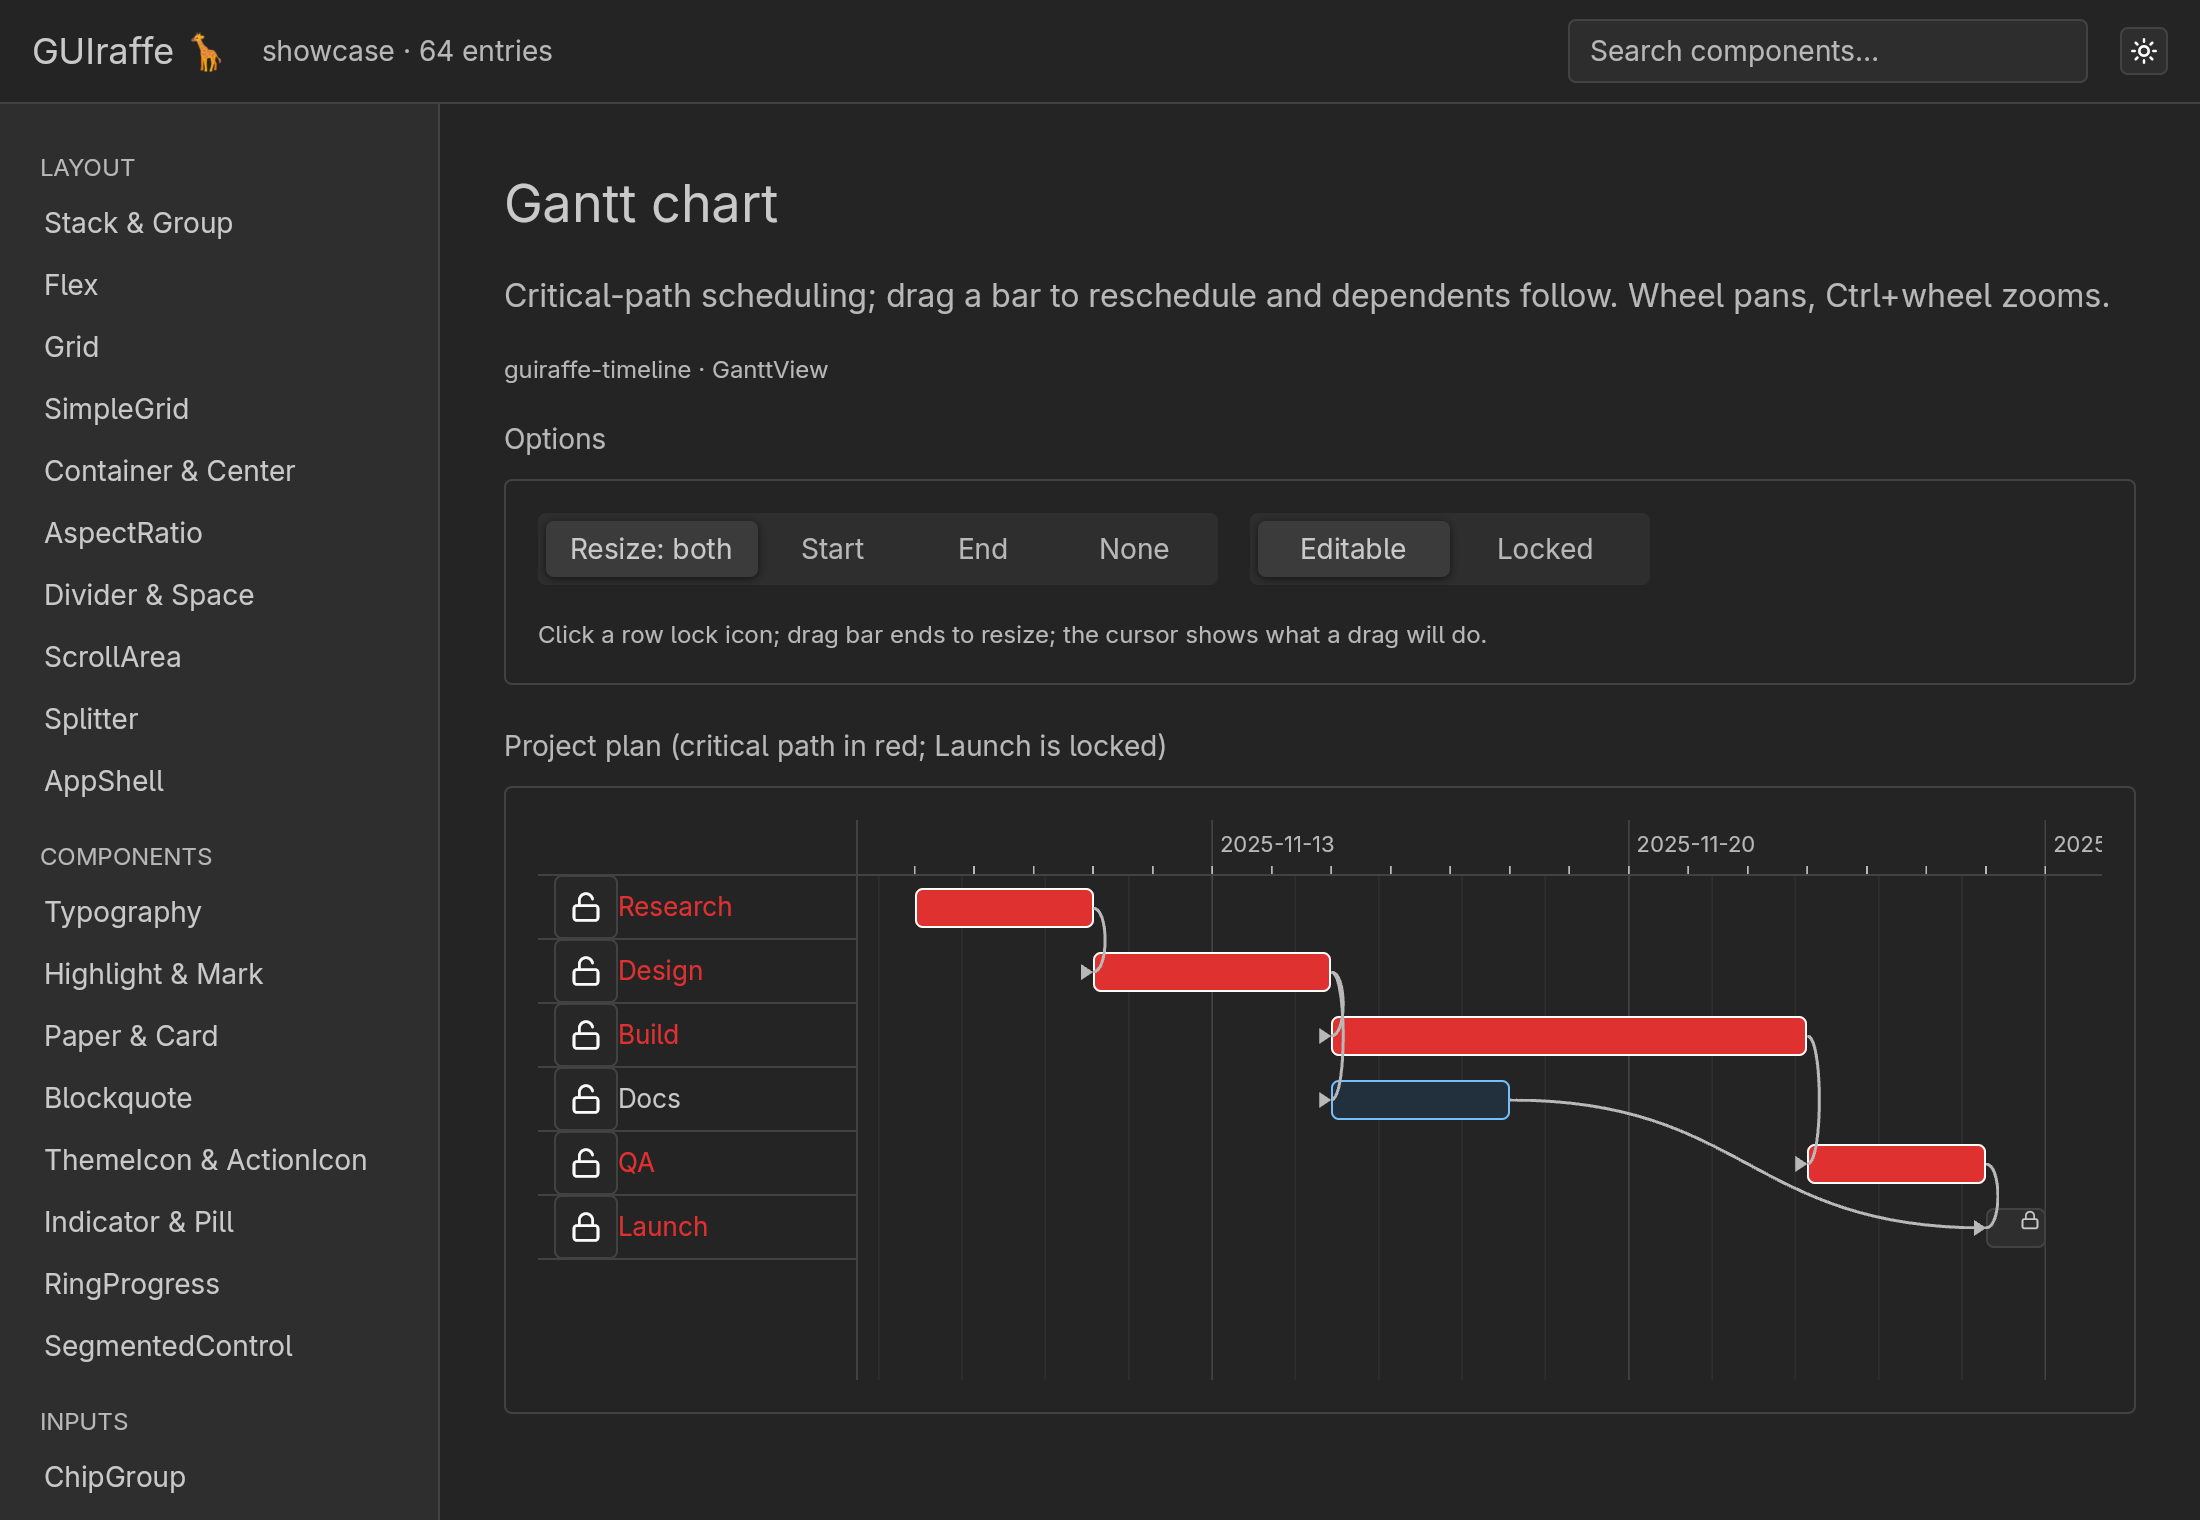 GUIraffe 🦒 showcase · 64 entries Search components...
LAYOUT
Stack & Group
Flex
Grid
SimpleGrid
Container & Center
AspectRatio
Divider & Space
ScrollArea
Splitter
AppShell
COMPONENTS
Typography
Highlight & Mark
Paper & Card
Blockquote
ThemeIcon & ActionIcon
Indicator & Pill
RingProgress
SegmentedControl
INPUTS
ChipGroup
Gantt chart
Critical-path scheduling; drag a bar to reschedule and dependents follow. Wheel pans, Ctrl+wheel zooms.
guiraffe-timeline · GanttView
Options
Resize: both Start End None Editable Locked
Click a row lock icon; drag bar ends to resize; the cursor shows what a drag will do.
Project plan (critical path in red; Launch is locked)
2025-11-13 2025-11-20 2025
Research
Design
Build
Docs
QA
Launch